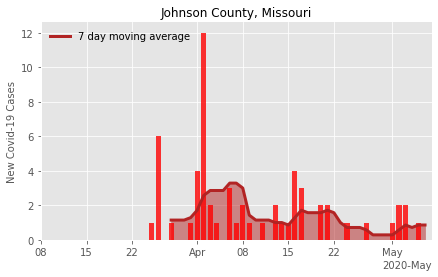 Johnson County, Missouri
7 day moving average
New Covid-19 Cases
12
10
8
6
4
2
0
08 15 22 Apr 08 15 22 May
2020-May